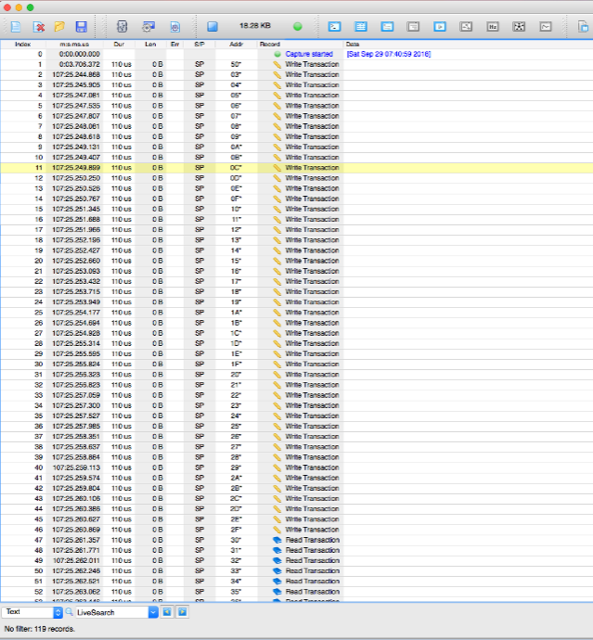 18.28 KB
Index m:s.ms.us Dur Len Err S/P Addr Record Data
0 0:00.000.000 Capture started [Sat Sep 29 07:40:59 2018]
1 0:03.705.372 110 us 0 B SP 50* Write Transaction
2 107:25.244.868 110 us 0 B SP 03* Write Transaction
3 107:25.245.905 110 us 0 B SP 04* Write Transaction
4 107:25.247.081 110 us 0 B SP 05* Write Transaction
5 107:25.247.535 110 us 0 B SP 06* Write Transaction
6 107:25.247.807 110 us 0 B SP 07* Write Transaction
7 107:25.248.061 110 us 0 B SP 08* Write Transaction
8 107:25.248.618 110 us 0 B SP 09* Write Transaction
9 107:25.249.131 110 us 0 B SP 0A* Write Transaction
10 107:25.249.407 110 us 0 B SP 0B* Write Transaction
11 107:25.249.899 110 us 0 B SP 0C* Write Transaction
12 107:25.250.250 110 us 0 B SP 0D* Write Transaction
13 107:25.250.526 110 us 0 B SP 0E* Write Transaction
14 107:25.250.767 110 us 0 B SP 0F* Write Transaction
15 107:25.251.345 110 us 0 B SP 10* Write Transaction
16 107:25.251.688 110 us 0 B SP 11* Write Transaction
17 107:25.251.966 110 us 0 B SP 12* Write Transaction
18 107:25.252.196 110 us 0 B SP 13* Write Transaction
19 107:25.252.427 110 us 0 B SP 14* Write Transaction
20 107:25.252.660 110 us 0 B SP 15* Write Transaction
21 107:25.253.093 110 us 0 B SP 16* Write Transaction
22 107:25.253.432 110 us 0 B SP 17* Write Transaction
23 107:25.253.715 110 us 0 B SP 18* Write Transaction
24 107:25.253.949 110 us 0 B SP 19* Write Transaction
25 107:25.254.177 110 us 0 B SP 1A* Write Transaction
26 107:25.254.694 110 us 0 B SP 1B* Write Transaction
27 107:25.254.928 110 us 0 B SP 1C* Write Transaction
28 107:25.255.314 110 us 0 B SP 1D* Write Transaction
29 107:25.255.595 110 us 0 B SP 1E* Write Transaction
30 107:25.255.824 110 us 0 B SP 1F* Write Transaction
31 107:25.256.323 110 us 0 B SP 20* Write Transaction
32 107:25.256.823 110 us 0 B SP 21* Write Transaction
33 107:25.257.059 110 us 0 B SP 22* Write Transaction
34 107:25.257.300 110 us 0 B SP 23* Write Transaction
35 107:25.257.527 110 us 0 B SP 24* Write Transaction
36 107:25.257.985 110 us 0 B SP 25* Write Transaction
37 107:25.258.351 110 us 0 B SP 26* Write Transaction
38 107:25.258.637 110 us 0 B SP 27* Write Transaction
39 107:25.258.884 110 us 0 B SP 28* Write Transaction
40 107:25.259.113 110 us 0 B SP 29* Write Transaction
41 107:25.259.574 110 us 0 B SP 2A* Write Transaction
42 107:25.259.804 110 us 0 B SP 2B* Write Transaction
43 107:25.260.106 110 us 0 B SP 2C* Write Transaction
44 107:25.260.386 110 us 0 B SP 2D* Write Transaction
45 107:25.260.627 110 us 0 B SP 2E* Write Transaction
46 107:25.260.869 110 us 0 B SP 2F* Write Transaction
47 107:25.261.357 110 us 0 B SP 30* Read Transaction
48 107:25.261.771 110 us 0 B SP 31* Read Transaction
49 107:25.262.011 110 us 0 B SP 32* Read Transaction
50 107:25.262.246 110 us 0 B SP 33* Read Transaction
51 107:25.262.521 110 us 0 B SP 34* Read Transaction
52 107:25.263.062 110 us 0 B SP 35* Read Transaction
Text LiveSearch
No filter: 119 records.